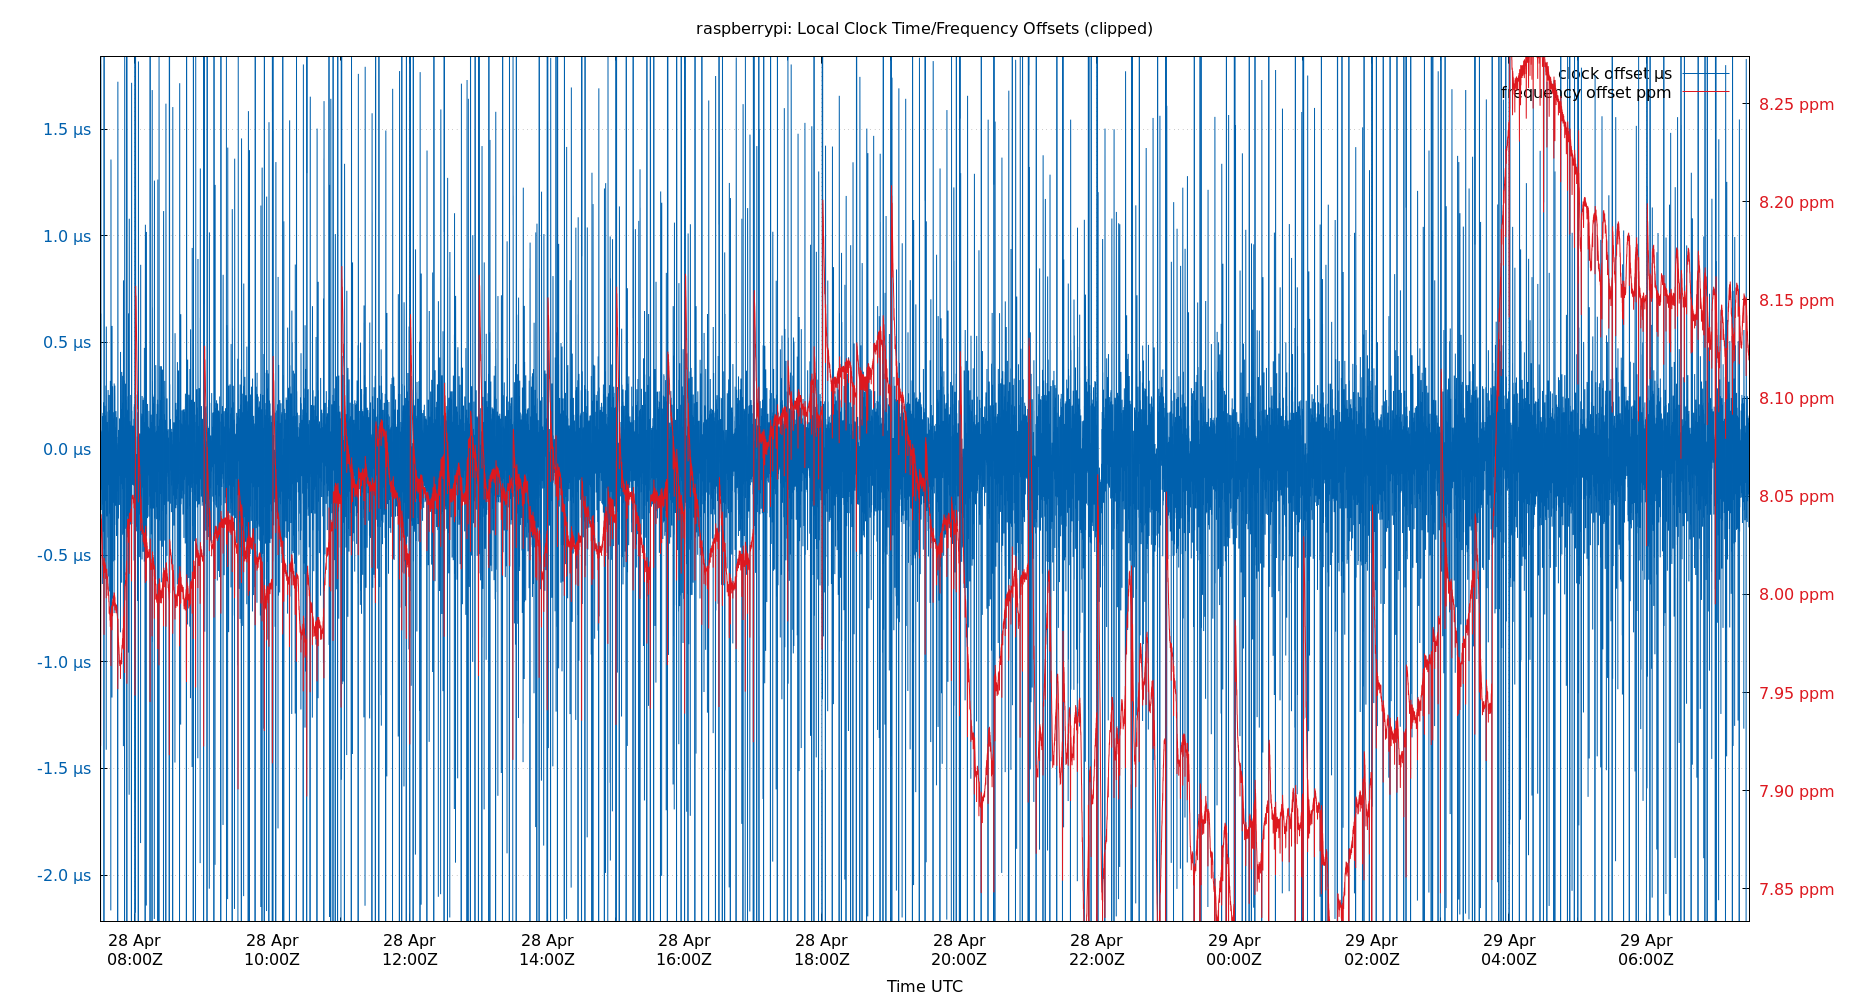 raspberrypi: Local Clock Time/Frequency Offsets (clipped)
clock offset µs
frequency offset ppm
1.5 µs
1.0 µs
0.5 µs
0.0 µs
-0.5 µs
-1.0 µs
-1.5 µs
-2.0 µs
8.25 ppm
8.20 ppm
8.15 ppm
8.10 ppm
8.05 ppm
8.00 ppm
7.95 ppm
7.90 ppm
7.85 ppm
28 Apr 28 Apr 28 Apr 28 Apr 28 Apr 28 Apr 28 Apr 28 Apr 29 Apr 29 Apr 29 Apr 29 Apr
08:00Z 10:00Z 12:00Z 14:00Z 16:00Z 18:00Z 20:00Z 22:00Z 00:00Z 02:00Z 04:00Z 06:00Z
Time UTC